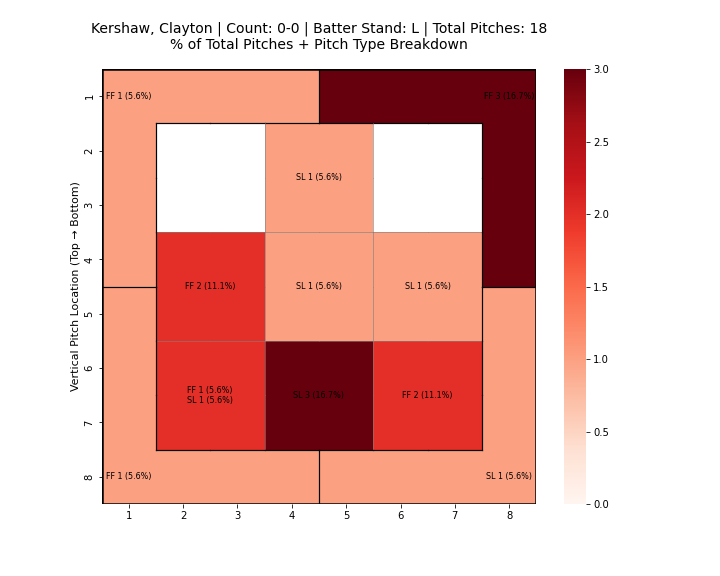 Kershaw, Clayton | Count: 0-0 | Batter Stand: L | Total Pitches: 18
% of Total Pitches + Pitch Type Breakdown
FF 1 (5.6%)
FF 3 (16.7%)
SL 1 (5.6%)
FF 2 (11.1%)
SL 1 (5.6%)
SL 1 (5.6%)
FF 1 (5.6%)
SL 1 (5.6%)
SL 3 (16.7%)
FF 2 (11.1%)
FF 1 (5.6%)
SL 1 (5.6%)
Vertical Pitch Location (Top → Bottom)
1
2
3
4
5
6
7
8
1
2
3
4
5
6
7
8
3.0
2.5
2.0
1.5
1.0
0.5
0.0